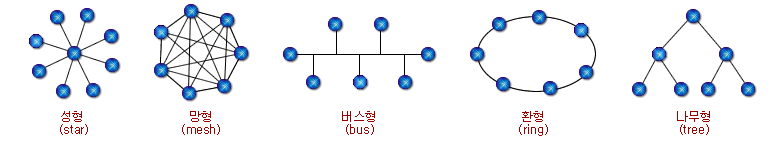 성형
(star)
망형
(mesh)
버스형
(bus)
환형
(ring)
나무형
(tree)